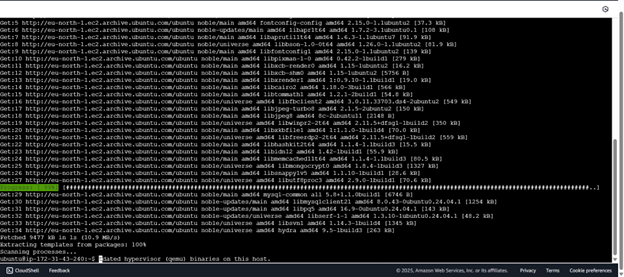 Get:5 http://eu-north-1.ec2.archive.ubuntu.com/ubuntu noble/main amd64 fontconfig-config amd64 2.15.0-1.1ubuntu2 [37.3 kB]
Get:6 http://eu-north-1.ec2.archive.ubuntu.com/ubuntu noble-updates/main amd64 libapr1t64 amd64 1.7.2-3.1ubuntu0.1 [108 kB]
Get:7 http://eu-north-1.ec2.archive.ubuntu.com/ubuntu noble/main amd64 libaprutil1t64 amd64 1.6.3-1.1ubuntu7 [91.9 kB]
Get:8 http://eu-north-1.ec2.archive.ubuntu.com/ubuntu noble/universe amd64 libbson-1.0-0t64 amd64 1.26.0-1.1ubuntu2 [81.9 kB]
Get:9 http://eu-north-1.ec2.archive.ubuntu.com/ubuntu noble/main amd64 libfontconfig1 amd64 2.15.0-1.1ubuntu2 [139 kB]
Get:10 http://eu-north-1.ec2.archive.ubuntu.com/ubuntu noble/main amd64 libpixman-1-0 amd64 0.42.2-1build1 [279 kB]
Get:11 http://eu-north-1.ec2.archive.ubuntu.com/ubuntu noble/main amd64 libxcb-render0 amd64 1.15-1ubuntu2 [16.2 kB]
Get:12 http://eu-north-1.ec2.archive.ubuntu.com/ubuntu noble/main amd64 libxcb-shm0 amd64 1.15-1ubuntu2 [5756 B]
Get:13 http://eu-north-1.ec2.archive.ubuntu.com/ubuntu noble/main amd64 libxrender1 amd64 1:0.9.10-1.1build1 [19.0 kB]
Get:14 http://eu-north-1.ec2.archive.ubuntu.com/ubuntu noble/main amd64 libcairo2 amd64 1.18.0-3build1 [566 kB]
Get:15 http://eu-north-1.ec2.archive.ubuntu.com/ubuntu noble/main amd64 libtommath1 amd64 1.2.1-2build1 [54.8 kB]
Get:16 http://eu-north-1.ec2.archive.ubuntu.com/ubuntu noble/universe amd64 libfbclient2 amd64 3.0.11.33703.ds4-2ubuntu2 [549 kB]
Get:17 http://eu-north-1.ec2.archive.ubuntu.com/ubuntu noble/main amd64 libjpeg-turbo8 amd64 2.1.5-2ubuntu2 [150 kB]
Get:18 http://eu-north-1.ec2.archive.ubuntu.com/ubuntu noble/main amd64 libjpeg8 amd64 8c-2ubuntu11 [2148 B]
Get:19 http://eu-north-1.ec2.archive.ubuntu.com/ubuntu noble/main amd64 libwinpr2-2t64 amd64 2.11.5+dfsg1-1build2 [350 kB]
Get:20 http://eu-north-1.ec2.archive.ubuntu.com/ubuntu noble/main amd64 libxkbfile1 amd64 1:1.1.0-1build4 [70.0 kB]
Get:21 http://eu-north-1.ec2.archive.ubuntu.com/ubuntu noble/main amd64 libfreerdp2-2t64 amd64 2.11.5+dfsg1-1build2 [559 kB]
Get:22 http://eu-north-1.ec2.archive.ubuntu.com/ubuntu noble/main amd64 libhashkit2t64 amd64 1.1.4-1.1build3 [15.5 kB]
Get:23 http://eu-north-1.ec2.archive.ubuntu.com/ubuntu noble/main amd64 libidn12 amd64 1.42-1build1 [55.9 kB]
Get:24 http://eu-north-1.ec2.archive.ubuntu.com/ubuntu noble/main amd64 libmemcached11t64 amd64 1.1.4-1.1build3 [80.5 kB]
Get:25 http://eu-north-1.ec2.archive.ubuntu.com/ubuntu noble/universe amd64 libmongocrypt0 amd64 1.8.4-1build3 [1327 kB]
Get:26 http://eu-north-1.ec2.archive.ubuntu.com/ubuntu noble/main amd64 libsnappy1v5 amd64 1.1.10-1build1 [28.6 kB]
Get:27 http://eu-north-1.ec2.archive.ubuntu.com/ubuntu noble/universe amd64 libutf8proc3 amd64 2.9.0-1build1 [70.6 kB]
Get:29 http://eu-north-1.ec2.archive.ubuntu.com/ubuntu noble/main amd64 mysql-common all 5.8+1.1.0build1 [6746 B]
Get:30 http://eu-north-1.ec2.archive.ubuntu.com/ubuntu noble-updates/main amd64 libmysqlclient21 amd64 8.0.43-0ubuntu0.24.04.1 [1254 kB]
Get:31 http://eu-north-1.ec2.archive.ubuntu.com/ubuntu noble-updates/main amd64 libpq5 amd64 16.9-0ubuntu0.24.04.1 [143 kB]
Get:32 http://eu-north-1.ec2.archive.ubuntu.com/ubuntu noble-updates/universe amd64 libserf-1-1 amd64 1.3.10-1ubuntu0.24.04.1 [48.2 kB]
Get:33 http://eu-north-1.ec2.archive.ubuntu.com/ubuntu noble/universe amd64 libsvn1 amd64 1.14.3-1build4 [1345 kB]
Get:34 http://eu-north-1.ec2.archive.ubuntu.com/ubuntu noble/universe amd64 hydra amd64 9.5-1build3 [263 kB]
Fetched 9477 kB in 1s (10.9 MB/s)
Extracting templates from packages: 100%
Scanning processes...
ubuntu@ip-172-31-43-240:~$ dated hypervisor (qemu) binaries on this host.
CloudShell Feedback © 2025, Amazon Web Services, Inc. or its affiliates. Privacy Terms Cookie preferences